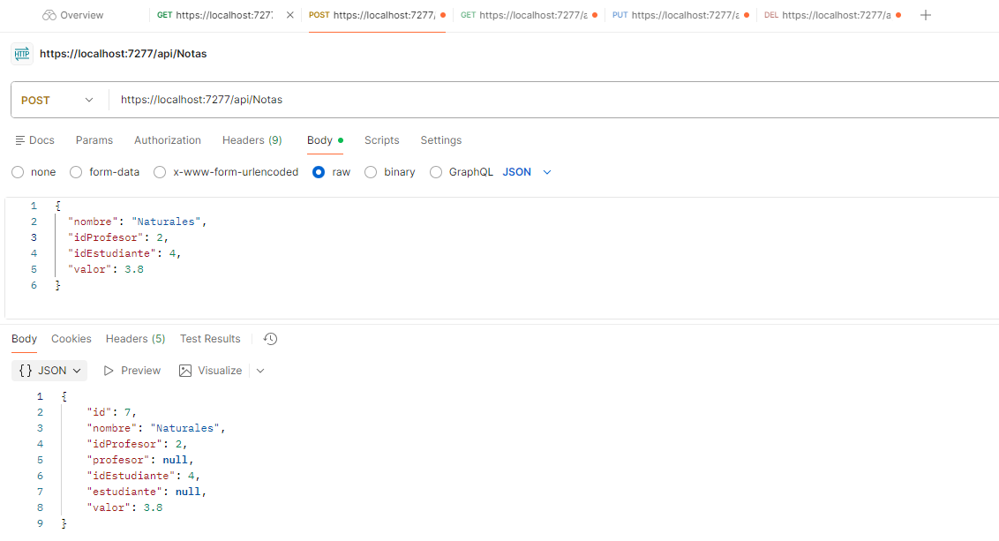 Overview GET https://localhost:7277 POST https://localhost:7277/ GET https://localhost:7277/a PUT https://localhost:7277/a DEL https://localhost:7277/a
HTTP https://localhost:7277/api/Notas
POST https://localhost:7277/api/Notas
Docs Params Authorization Headers (9) Body Scripts Settings
none form-data x-www-form-urlencoded raw binary GraphQL JSON
1 {
2 "nombre": "Naturales",
3 "idProfesor": 2,
4 "idEstudiante": 4,
5 "valor": 3.8
6 }
Body Cookies Headers (5) Test Results
{} JSON Preview Visualize
1 {
2 "id": 7,
3 "nombre": "Naturales",
4 "idProfesor": 2,
5 "profesor": null,
6 "idEstudiante": 4,
7 "estudiante": null,
8 "valor": 3.8
9 }